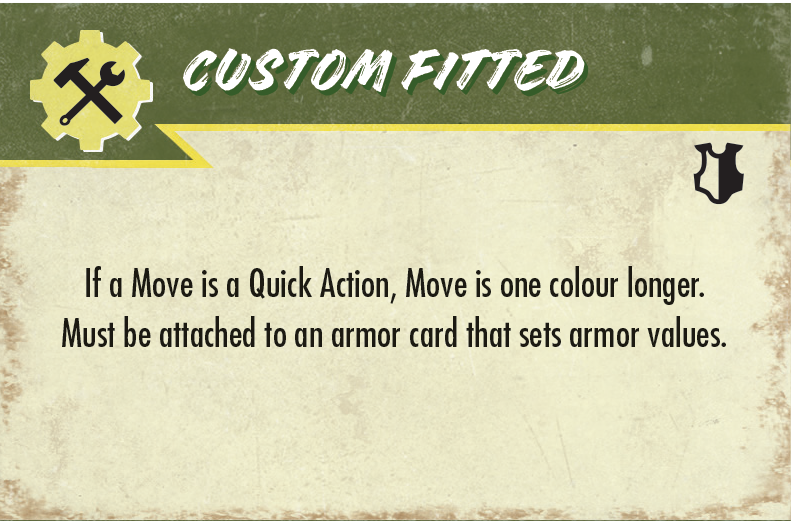 CUSTOM FITTED
If a Move is a Quick Action, Move is one colour longer.
Must be attached to an armor card that sets armor values.